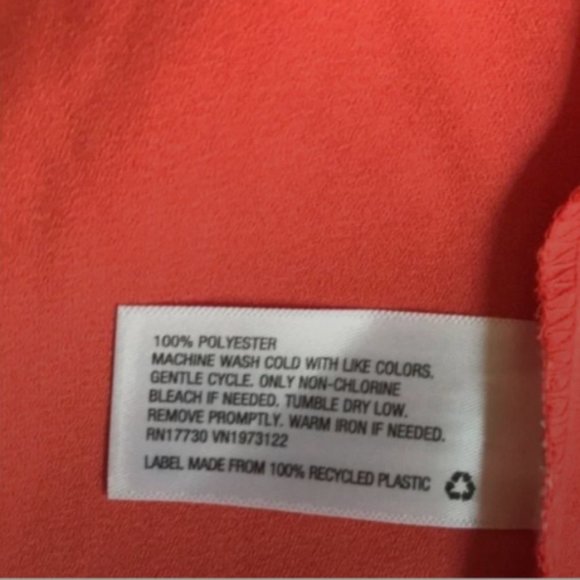 100% POLYESTER
MACHINE WASH COLD WITH LIKE COLORS.
GENTLE CYCLE. ONLY NON-CHLORINE
BLEACH IF NEEDED. TUMBLE DRY LOW.
REMOVE PROMPTLY. WARM IRON IF NEEDED.
RN17730 VN1973122
LABEL MADE FROM 100% RECYCLED PLASTIC